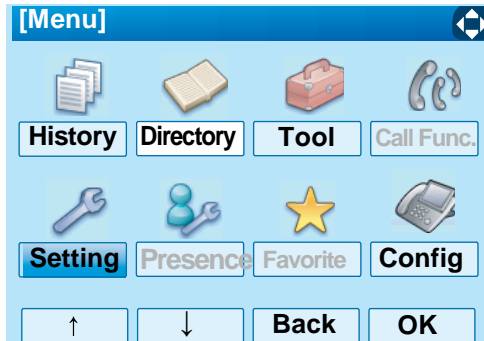 [Menu]
History Directory Tool Call Func.
Setting Presence Favorite Config
↑ ↓ Back OK